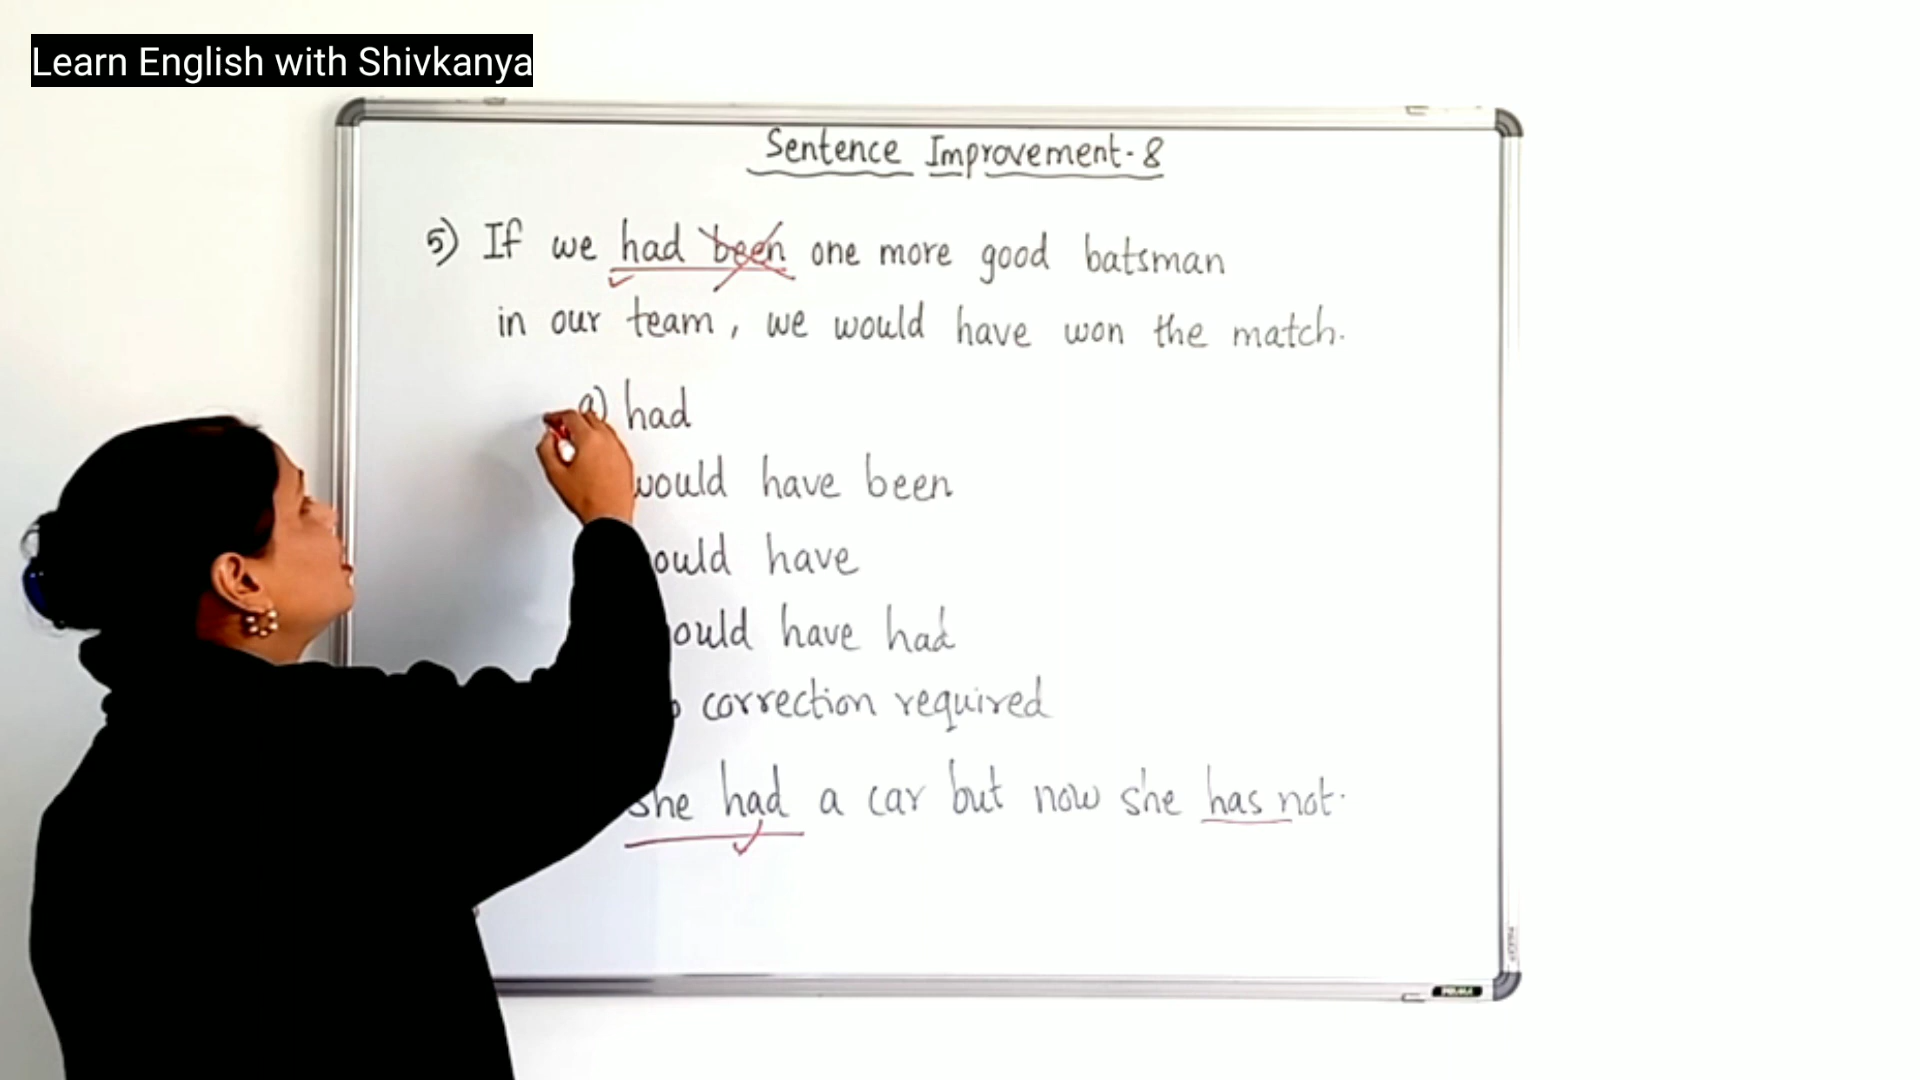 Learn English with Shivkanya
Sentence Improvement-8
5) If we had been one more good batsman
in our team, we would have won the match.
a) had
would have been
ould have
ould have had
correction required
She had a car but now she has not.